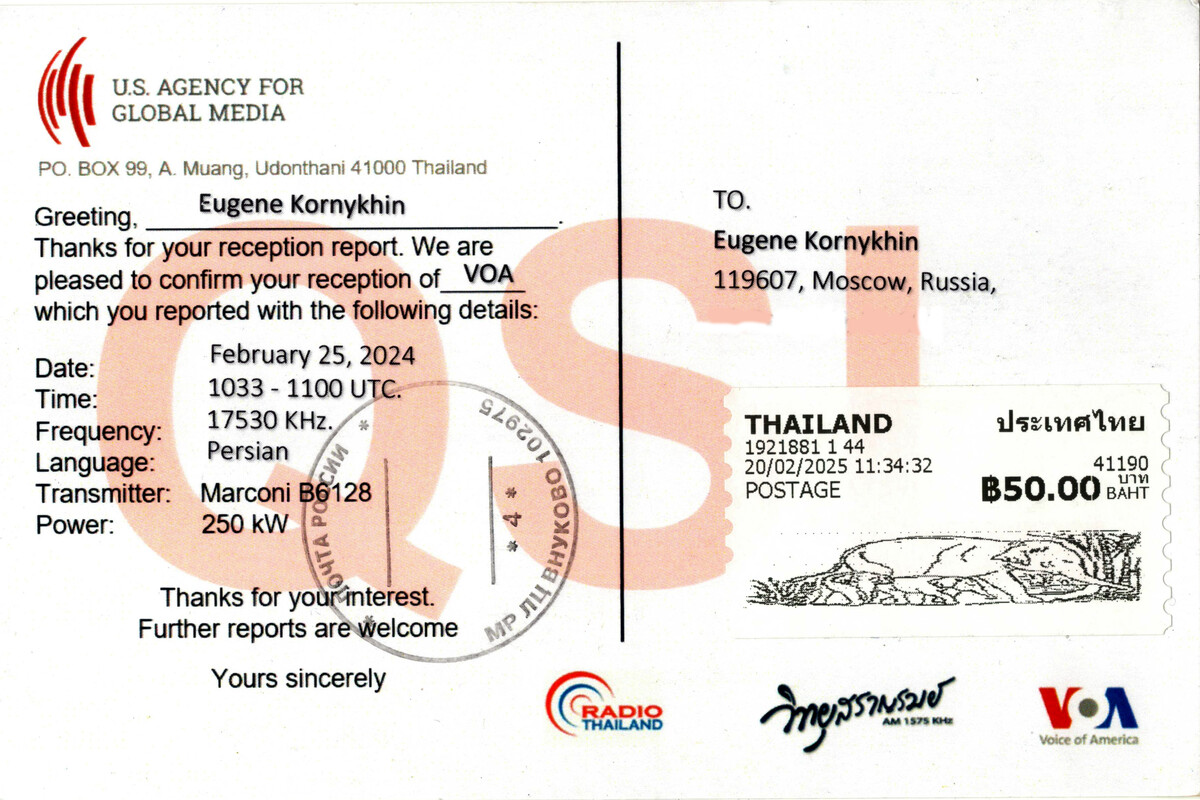 U.S. AGENCY FOR
GLOBAL MEDIA
PO. BOX 99, A. Muang, Udonthani 41000 Thailand
Greeting, Eugene Kornykhin.
Thanks for your reception report. We are
pleased to confirm your reception of VOA
which you reported with the following details:
Date: February 25, 2024
Time: 1033 - 1100 UTC.
Frequency: 17530 KHz.
Language: Persian
Transmitter: Marconi B6128
Power: 250 kW
Thanks for your interest.
Further reports are welcome
Yours sincerely
QSL
ПОЧТА РОССИИ
МР ЛЦ ВНУКОВО 102975
* 4 *
TO.
Eugene Kornykhin
119607, Moscow, Russia,
THAILAND
ประเทศไทย
1921881 1 44
20/02/2025 11:34:32
POSTAGE
41190
฿50.00 บาท
BAHT
RADIO
THAILAND
วิทยุสราญรมย์
AM 1575 KHz
VOA
Voice of America